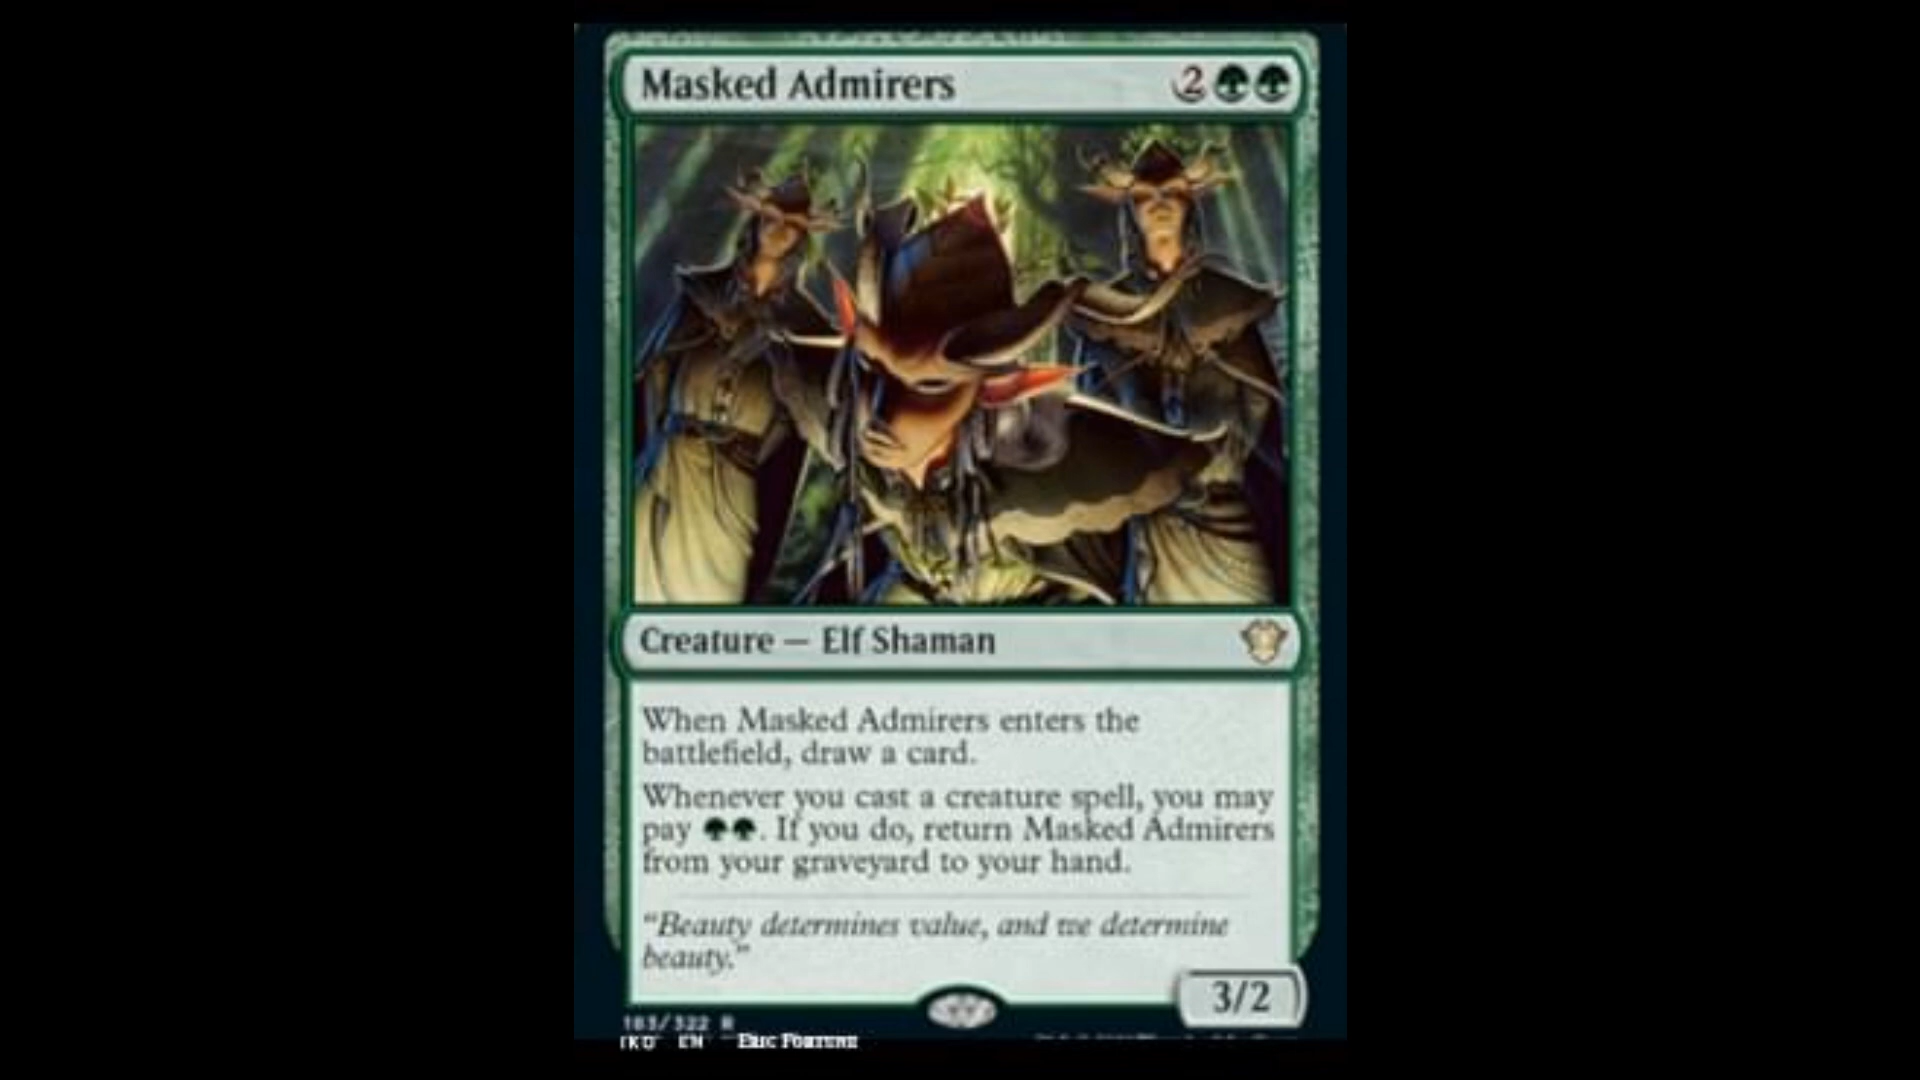 Masked Admirers 2
Creature — Elf Shaman
When Masked Admirers enters the
battlefield, draw a card.
Whenever you cast a creature spell, you may
pay . If you do, return Masked Admirers
from your graveyard to your hand.
“Beauty determines value, and we determine
beauty.”
3/2
183/322 R
EN Eric Fortune